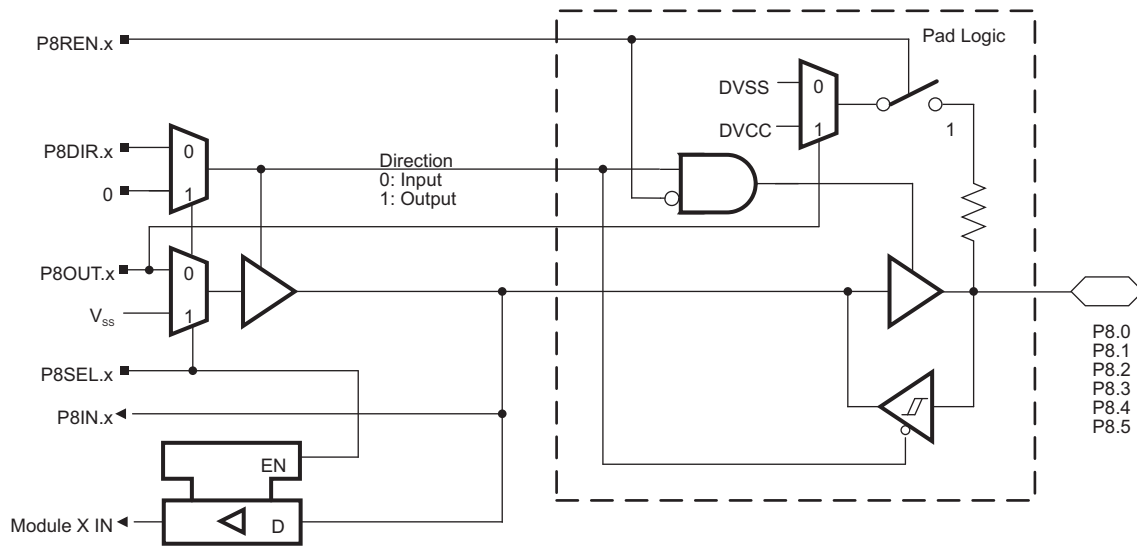 P8REN.x
Pad Logic
DVSS
0
DVCC
1
1
P8DIR.x
0
0
1
Direction
0: Input
1: Output
P8OUT.x
0
VSS
1
P8SEL.x
P8IN.x
EN
Module X IN
D
P8.0
P8.1
P8.2
P8.3
P8.4
P8.5